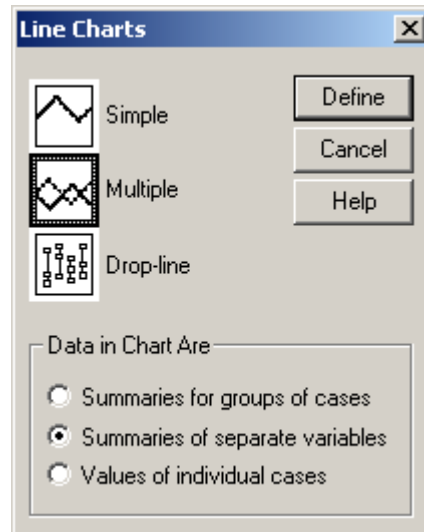 Line Charts
Simple
Multiple
Drop-line
Define
Cancel
Help
Data in Chart Are
Summaries for groups of cases
Summaries of separate variables
Values of individual cases